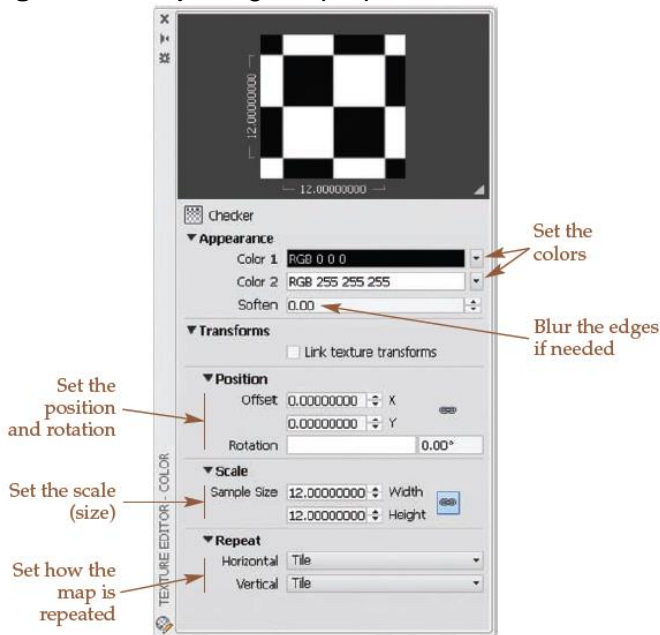 12.00000000
12.00000000
Checker
Appearance
Color 1 RGB 0 0 0
Color 2 RGB 255 255 255
Soften 0.00
Set the
colors
Blur the edges
if needed
Transforms
Link texture transforms
Position
Offset 0.00000000 X
0.00000000 Y
Rotation 0.00°
Set the
position
and rotation
Scale
Sample Size 12.00000000 Width
12.00000000 Height
Set the scale
(size)
Repeat
Horizontal Tile
Vertical Tile
Set how the
map is
repeated
TEXTURE EDITOR - COLOR